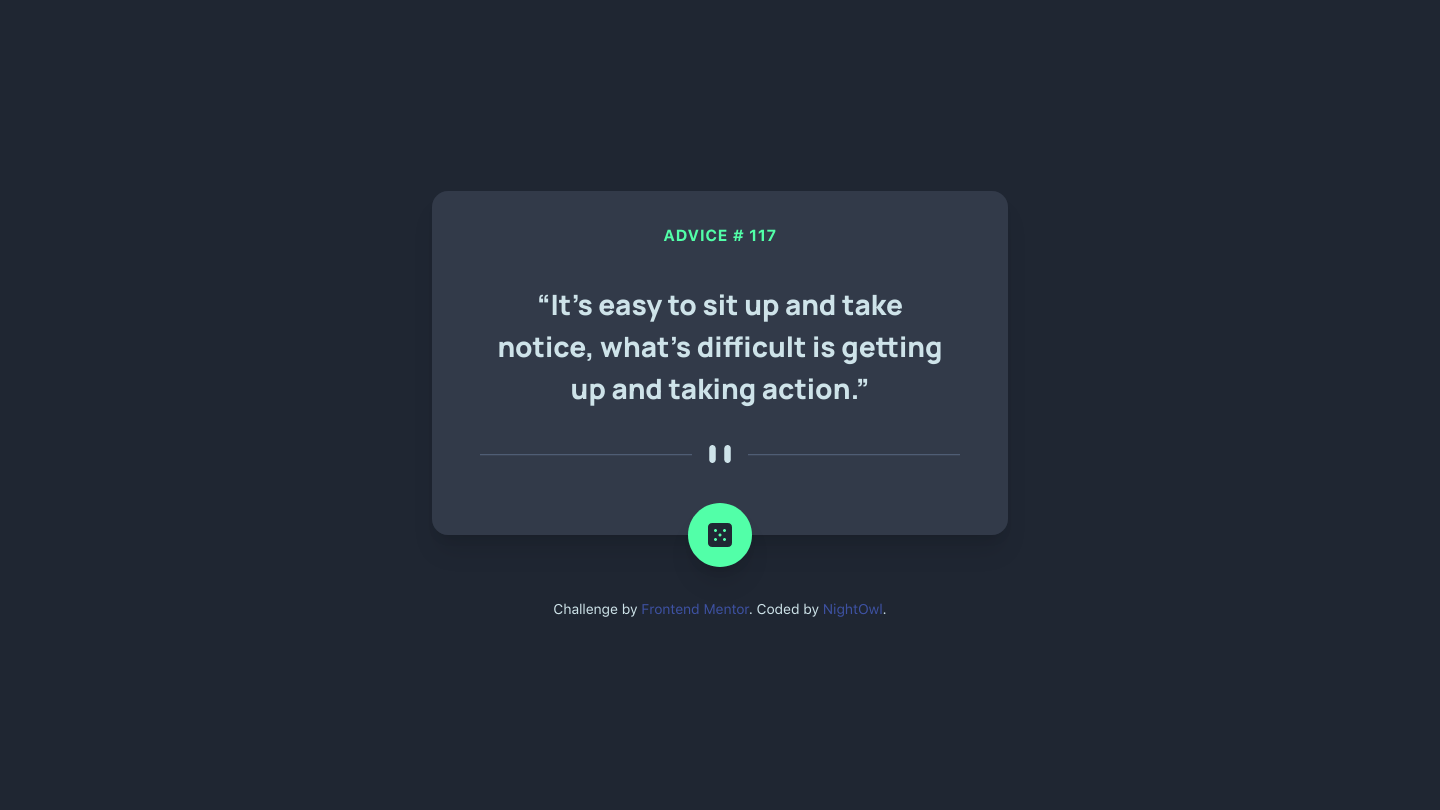 ADVICE # 117
“It’s easy to sit up and take
notice, what’s difficult is getting
up and taking action.”
Challenge by Frontend Mentor. Coded by NightOwl.